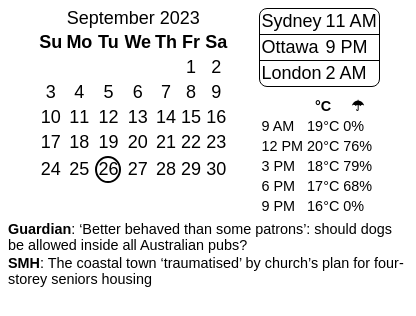 September 2023
Su Mo Tu We Th Fr Sa
1 2
3 4 5 6 7 8 9
10 11 12 13 14 15 16
17 18 19 20 21 22 23
24 25 26 27 28 29 30
Sydney 11 AM
Ottawa 9 PM
London 2 AM
°C ☂
9 AM 19°C 0%
12 PM 20°C 76%
3 PM 18°C 79%
6 PM 17°C 68%
9 PM 16°C 0%
Guardian: ‘Better behaved than some patrons’: should dogs
be allowed inside all Australian pubs?
SMH: The coastal town ‘traumatised’ by church’s plan for four-
storey seniors housing